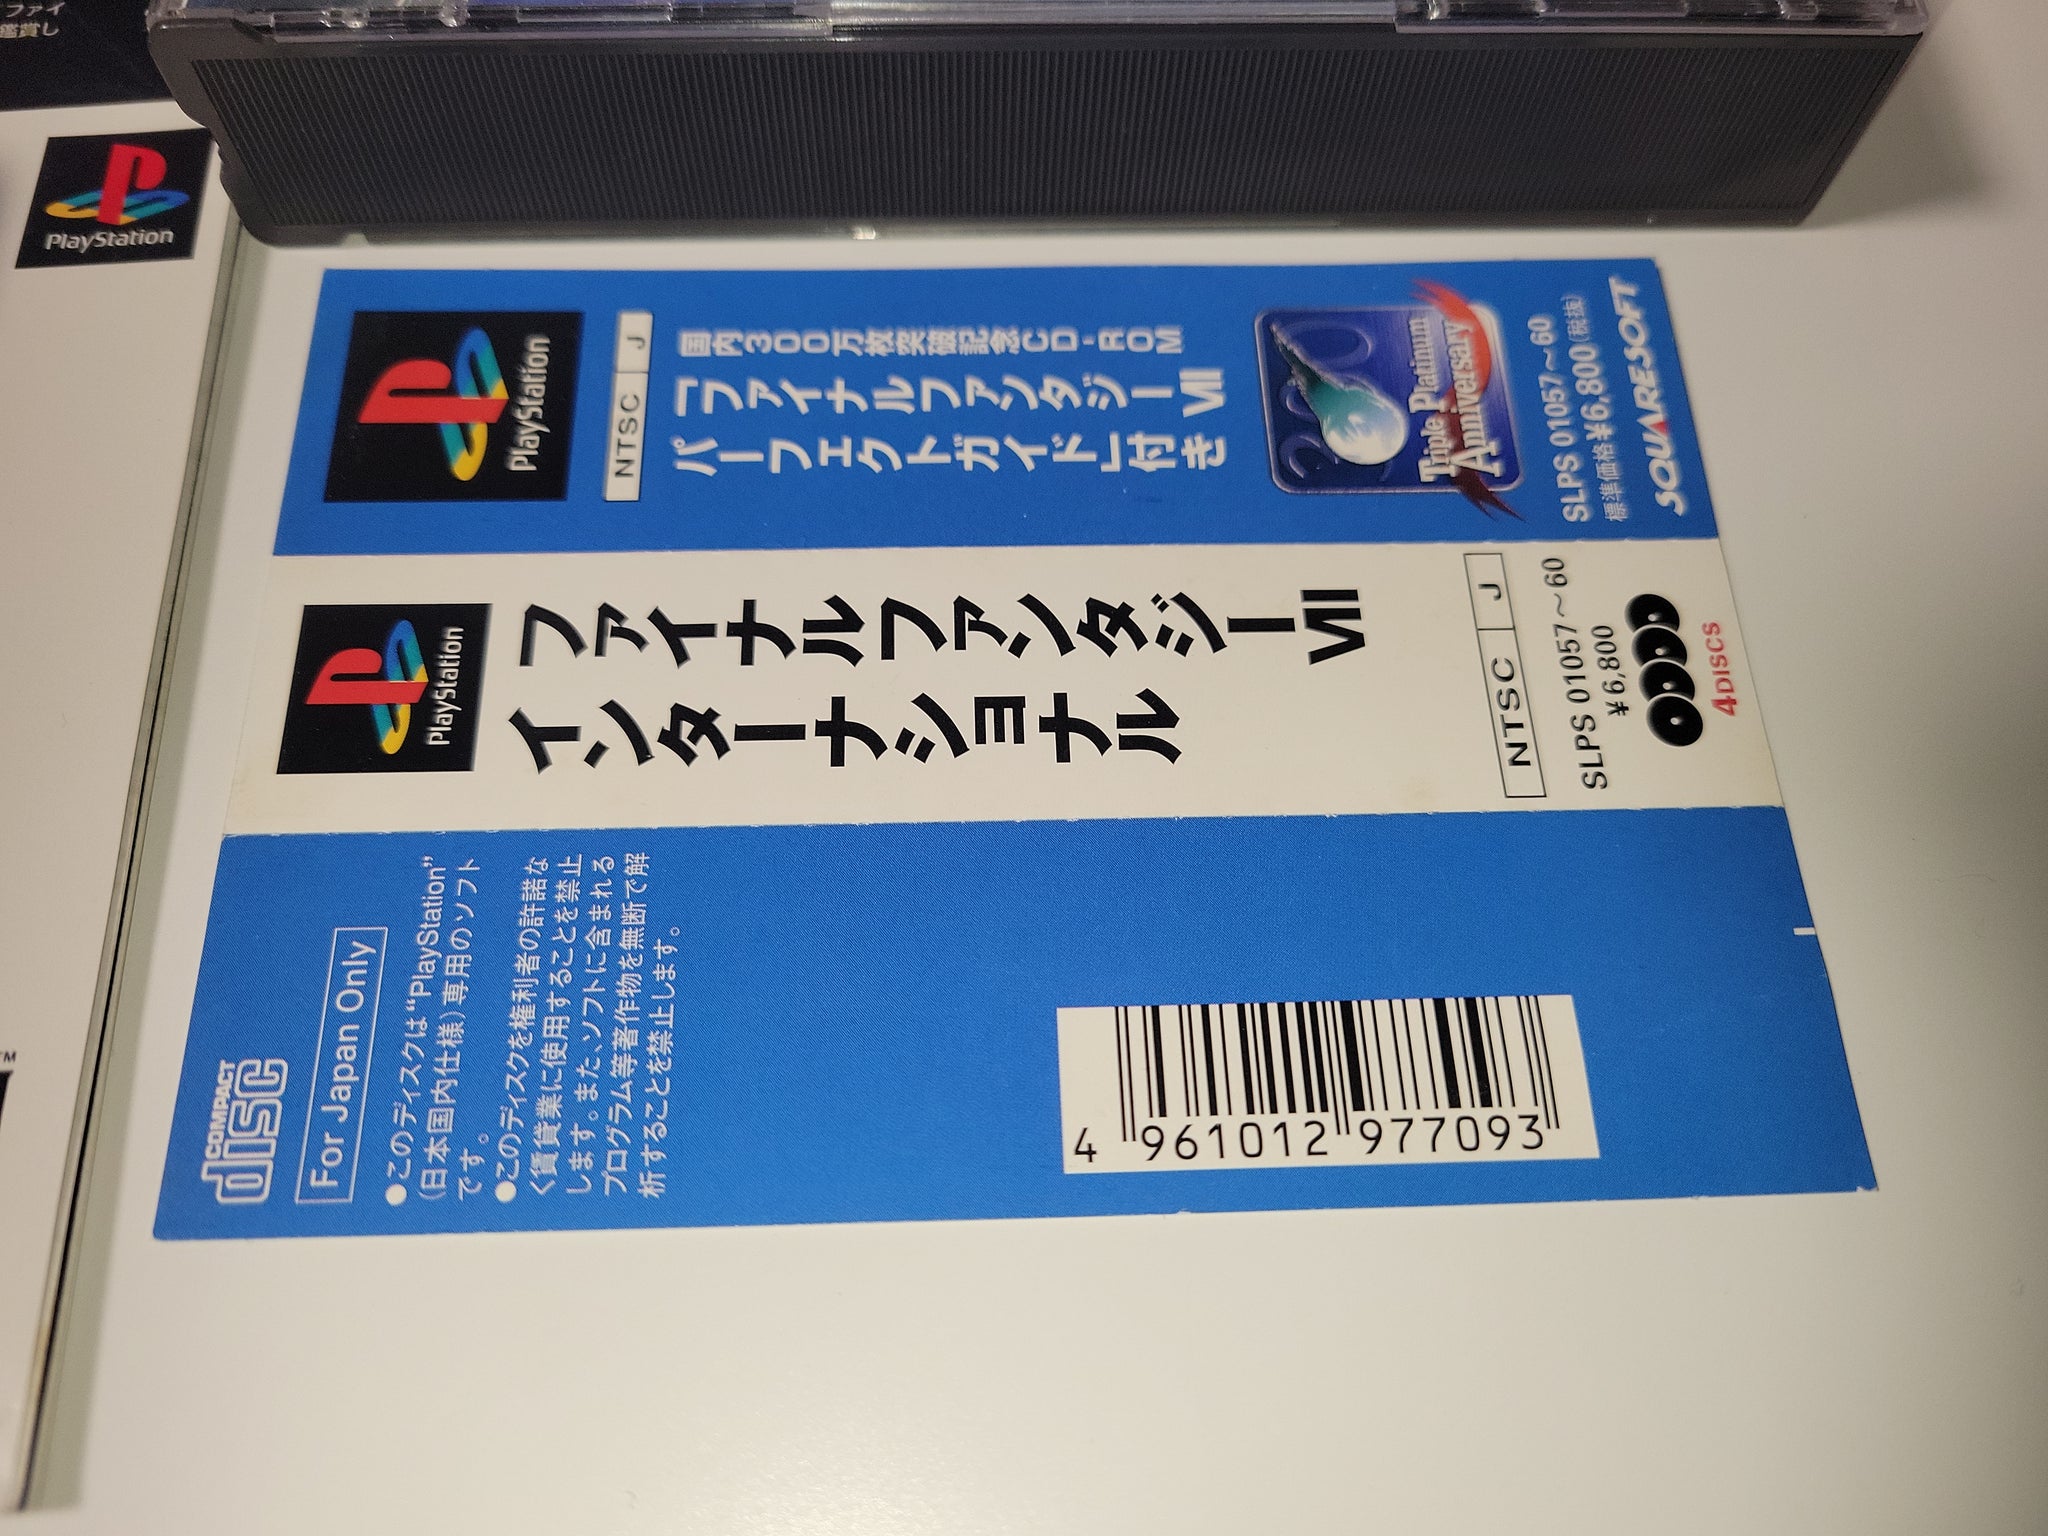 ファイ
鑑賞し
PlayStation
PlayStation
NTSC J
国内300万枚突破記念CD-ROM
「ファイナルファンタジーVII
パーフェクトガイド」付き
300
Triple Platinum
Anniversary
SLPS 01057～60
標準価格¥6,800(税抜)
SQUARESOFT
PlayStation
ファイナルファンタジーVII
インターナショナル
NTSC J
SLPS 01057～60
¥6,800
4DISCS
COMPACT
disc
For Japan Only
●このディスクは“PlayStation”
(日本国内仕様)専用のソフト
です。
●このディスクを権利者の許諾な
く賃貸業に使用することを禁止
します。また、ソフトに含まれる
プログラム等著作物を無断で解
析することを禁止します。
4 961012 977093
TM